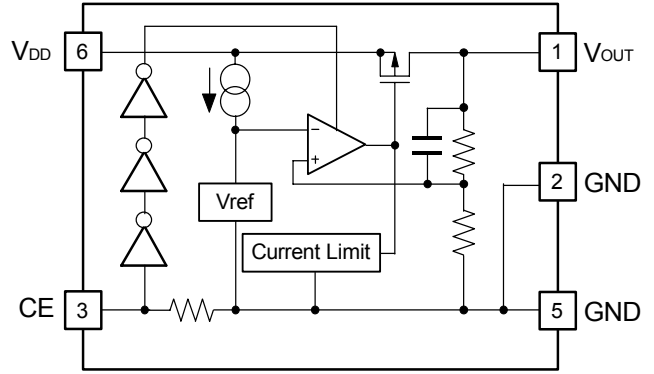 VDD 6
1 VOUT
−
+
Vref
2 GND
Current Limit
CE 3
5 GND